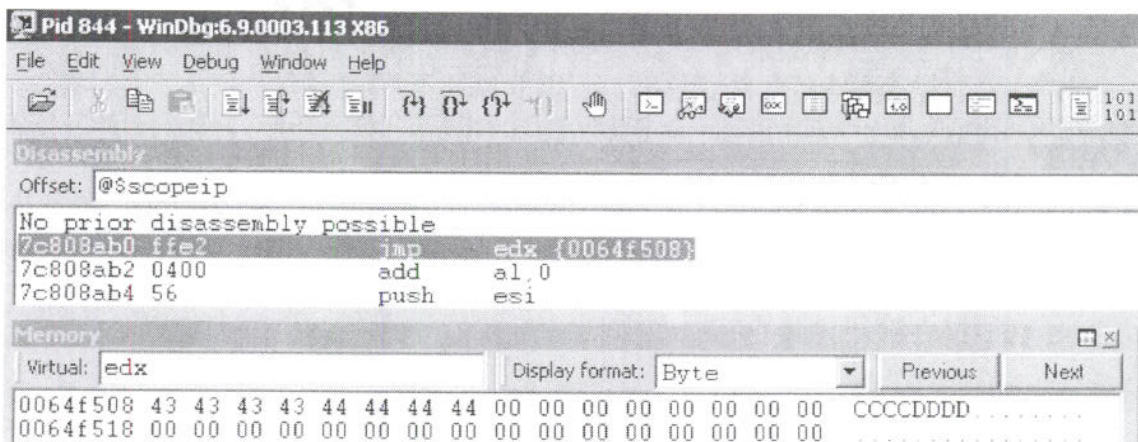 Pid 844 - WinDbg:6.9.0003.113 X86
File Edit View Debug Window Help
101
101
Disassembly
Offset: @$scopeip
No prior disassembly possible
7c808ab0 ffe2 jmp edx {0064f508}
7c808ab2 0400 add al,0
7c808ab4 56 push esi
Memory
Virtual: edx Display format: Byte Previous Next
0064f508 43 43 43 43 44 44 44 44 00 00 00 00 00 00 00 00 CCCCDDDD........
0064f518 00 00 00 00 00 00 00 00 00 00 00 00 00 00 00 00 ................